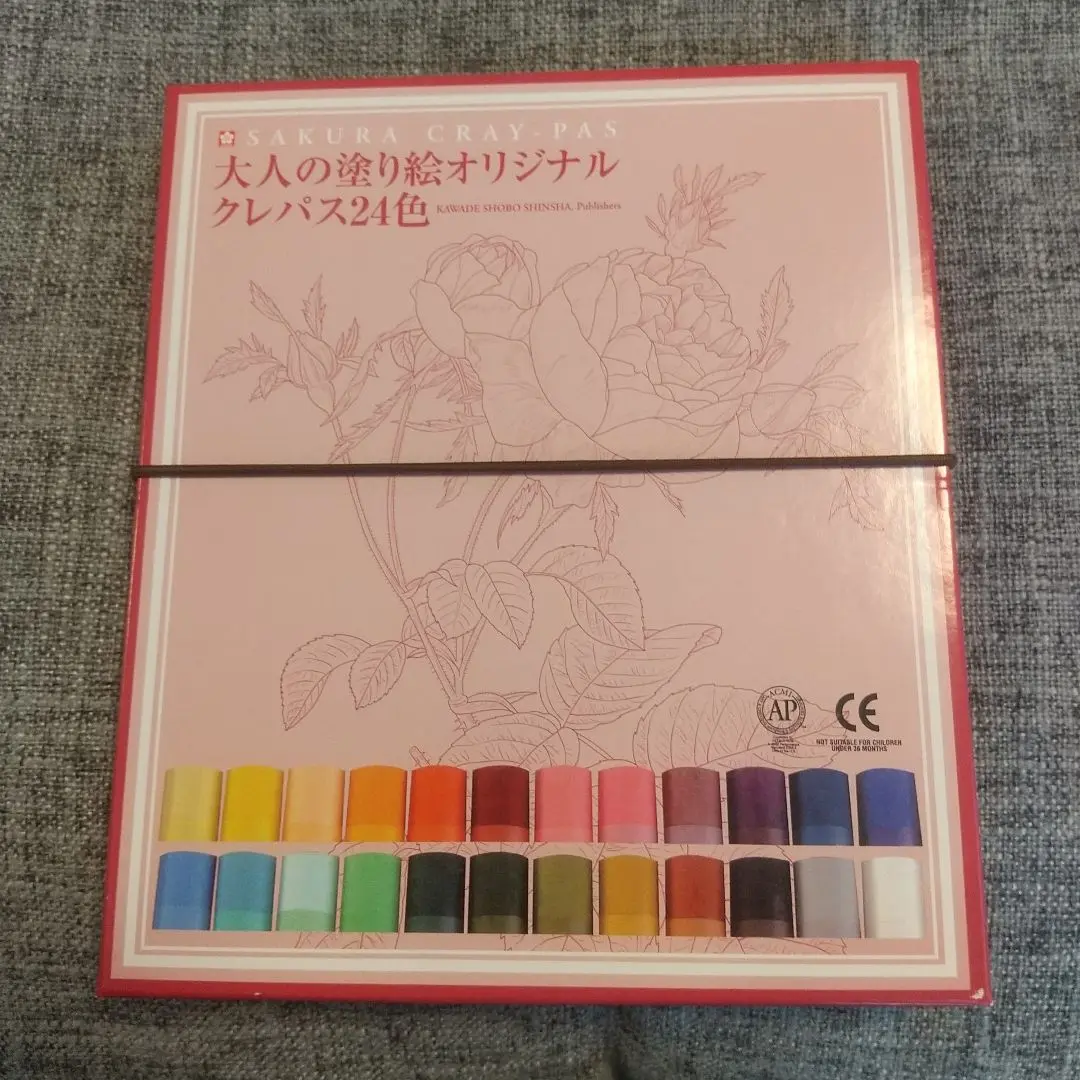 SAKURA CRAY-PAS
大人の塗り絵オリジナル
クレパス24色 KAWADE SHOBO SHINSHA, Publishers
ACMI
AP
CE
NOT SUITABLE FOR CHILDREN
UNDER 36 MONTHS